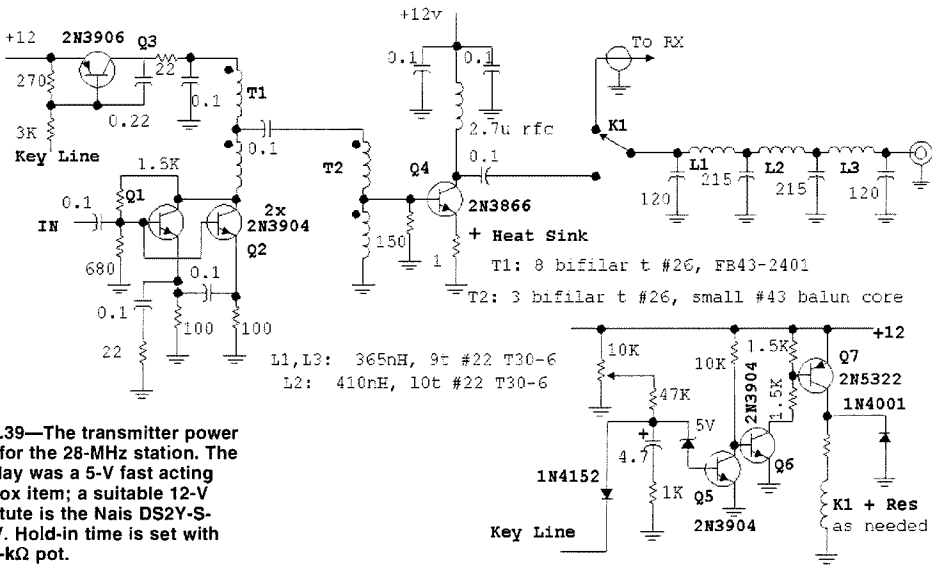 +12
2N3906
Q3
22
270
0.1
0.22
3K
Key Line
T1
0.1
1.5K
Q1
0.1
IN
680
2x
2N3904
Q2
0.1
0.1
22
100
100
+12v
0.1
0.1
2.7u rfc
0.1
T2
Q4
2N3866
+ Heat Sink
150
1
To RX
K1
L1
L2
L3
120
215
215
120
T1: 8 bifilar t #26, FB43-2401
T2: 3 bifilar t #26, small #43 balun core
L1,L3: 365nH, 9t #22 T30-6
L2: 410nH, 10t #22 T30-6
+12
10K
47K
10K
2N3904
1.5K
1.5K
Q7
2N5322
1N4001
5V
+
4.7
1N4152
1K
Q5
2N3904
Q6
K1 + Res
as needed
Key Line
.39—The transmitter power
for the 28-MHz station. The
lay was a 5-V fast acting
ox item; a suitable 12-V
tute is the Nais DS2Y-S-
V. Hold-in time is set with
-kΩ pot.